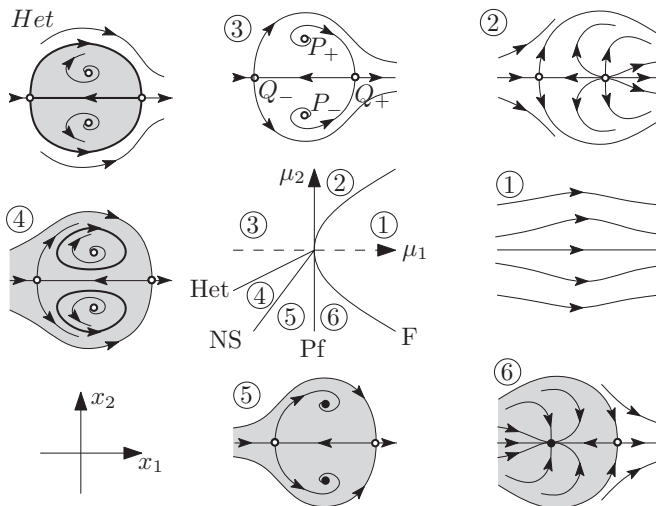 Het
③
②
P₊
Q₋
P₋
Q₊
①
④
μ₂
②
③
①
μ₁
Het
④
⑤
⑥
NS
Pf
F
⑤
⑥
x₂
x₁